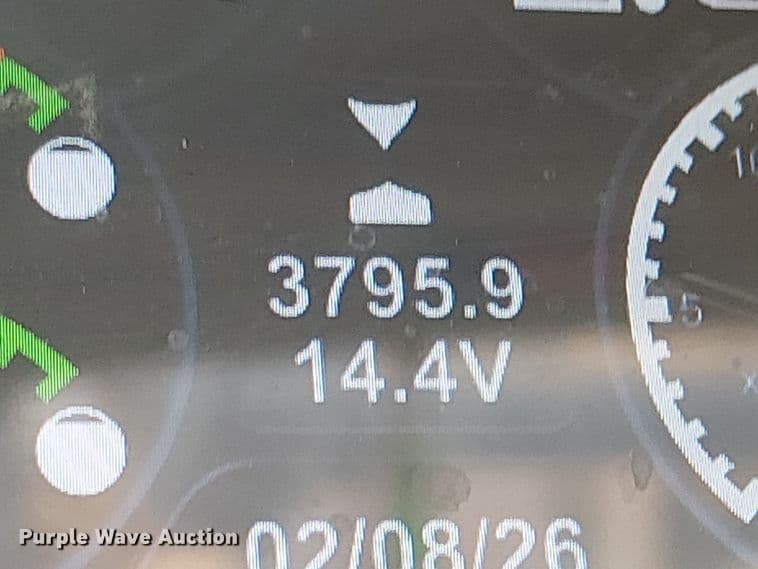 3795.9
14.4V
02/08/26
Purple Wave Auction